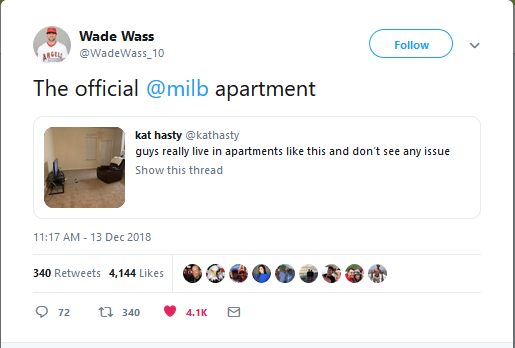 Wade Wass
@WadeWass_10
Follow
The official @milb apartment
kat hasty @kathasty
guys really live in apartments like this and don't see any issue
Show this thread
11:17 AM - 13 Dec 2018
340 Retweets 4,144 Likes
72 340 4.1K